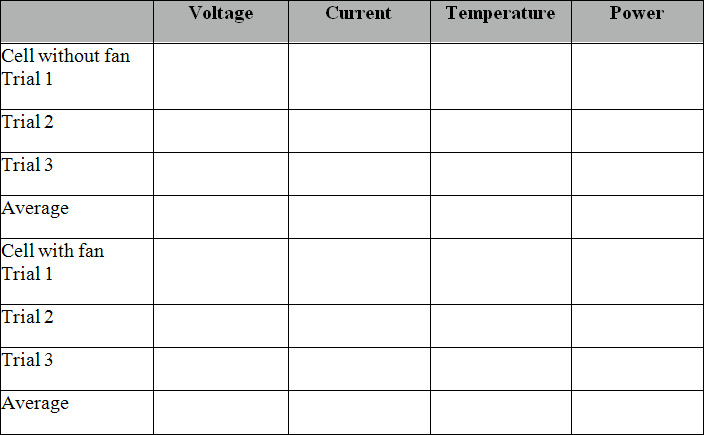 Voltage Current Temperature Power
Cell without fan
Trial 1
Trial 2
Trial 3
Average
Cell with fan
Trial 1
Trial 2
Trial 3
Average